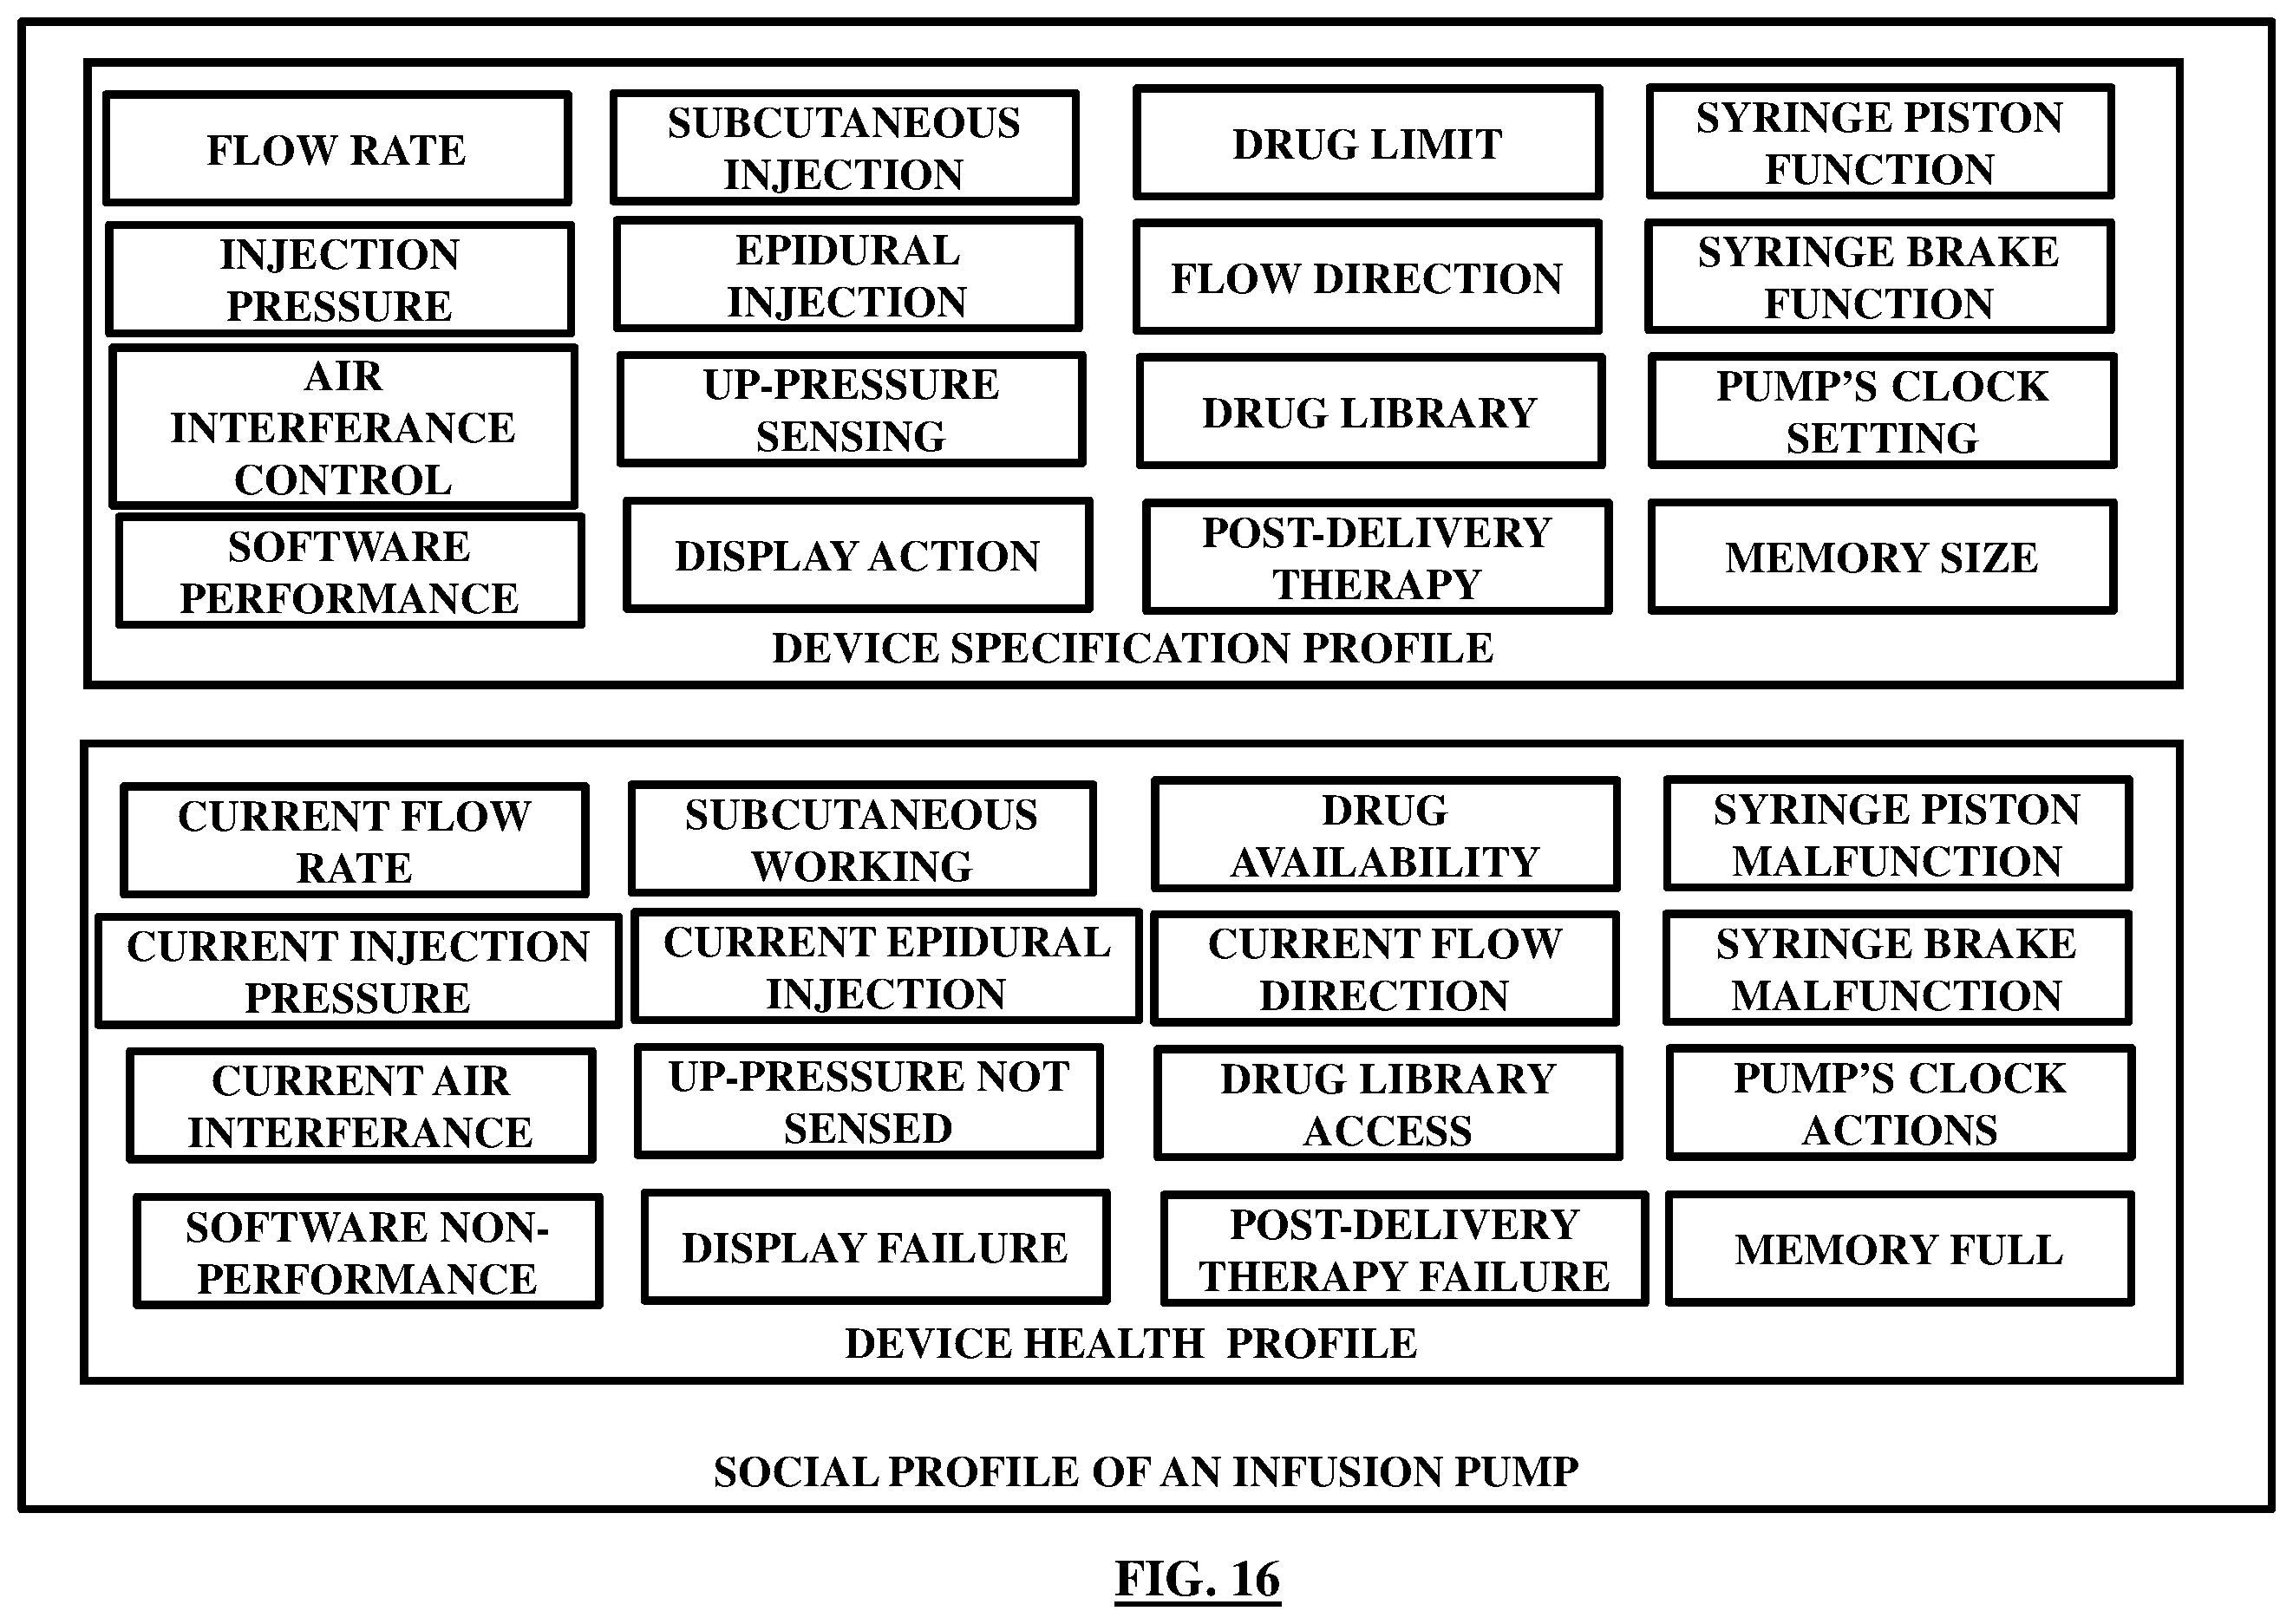 FLOW RATE
SUBCUTANEOUS
INJECTION
DRUG LIMIT
SYRINGE PISTON
FUNCTION
INJECTION
PRESSURE
EPIDURAL
INJECTION
FLOW DIRECTION
SYRINGE BRAKE
FUNCTION
AIR
INTERFERANCE
CONTROL
UP-PRESSURE
SENSING
DRUG LIBRARY
PUMP’S CLOCK
SETTING
SOFTWARE
PERFORMANCE
DISPLAY ACTION
POST-DELIVERY
THERAPY
MEMORY SIZE
DEVICE SPECIFICATION PROFILE
CURRENT FLOW
RATE
SUBCUTANEOUS
WORKING
DRUG
AVAILABILITY
SYRINGE PISTON
MALFUNCTION
CURRENT INJECTION
PRESSURE
CURRENT EPIDURAL
INJECTION
CURRENT FLOW
DIRECTION
SYRINGE BRAKE
MALFUNCTION
CURRENT AIR
INTERFERANCE
UP-PRESSURE NOT
SENSED
DRUG LIBRARY
ACCESS
PUMP’S CLOCK
ACTIONS
SOFTWARE NON-
PERFORMANCE
DISPLAY FAILURE
POST-DELIVERY
THERAPY FAILURE
MEMORY FULL
DEVICE HEALTH PROFILE
SOCIAL PROFILE OF AN INFUSION PUMP
FIG. 16